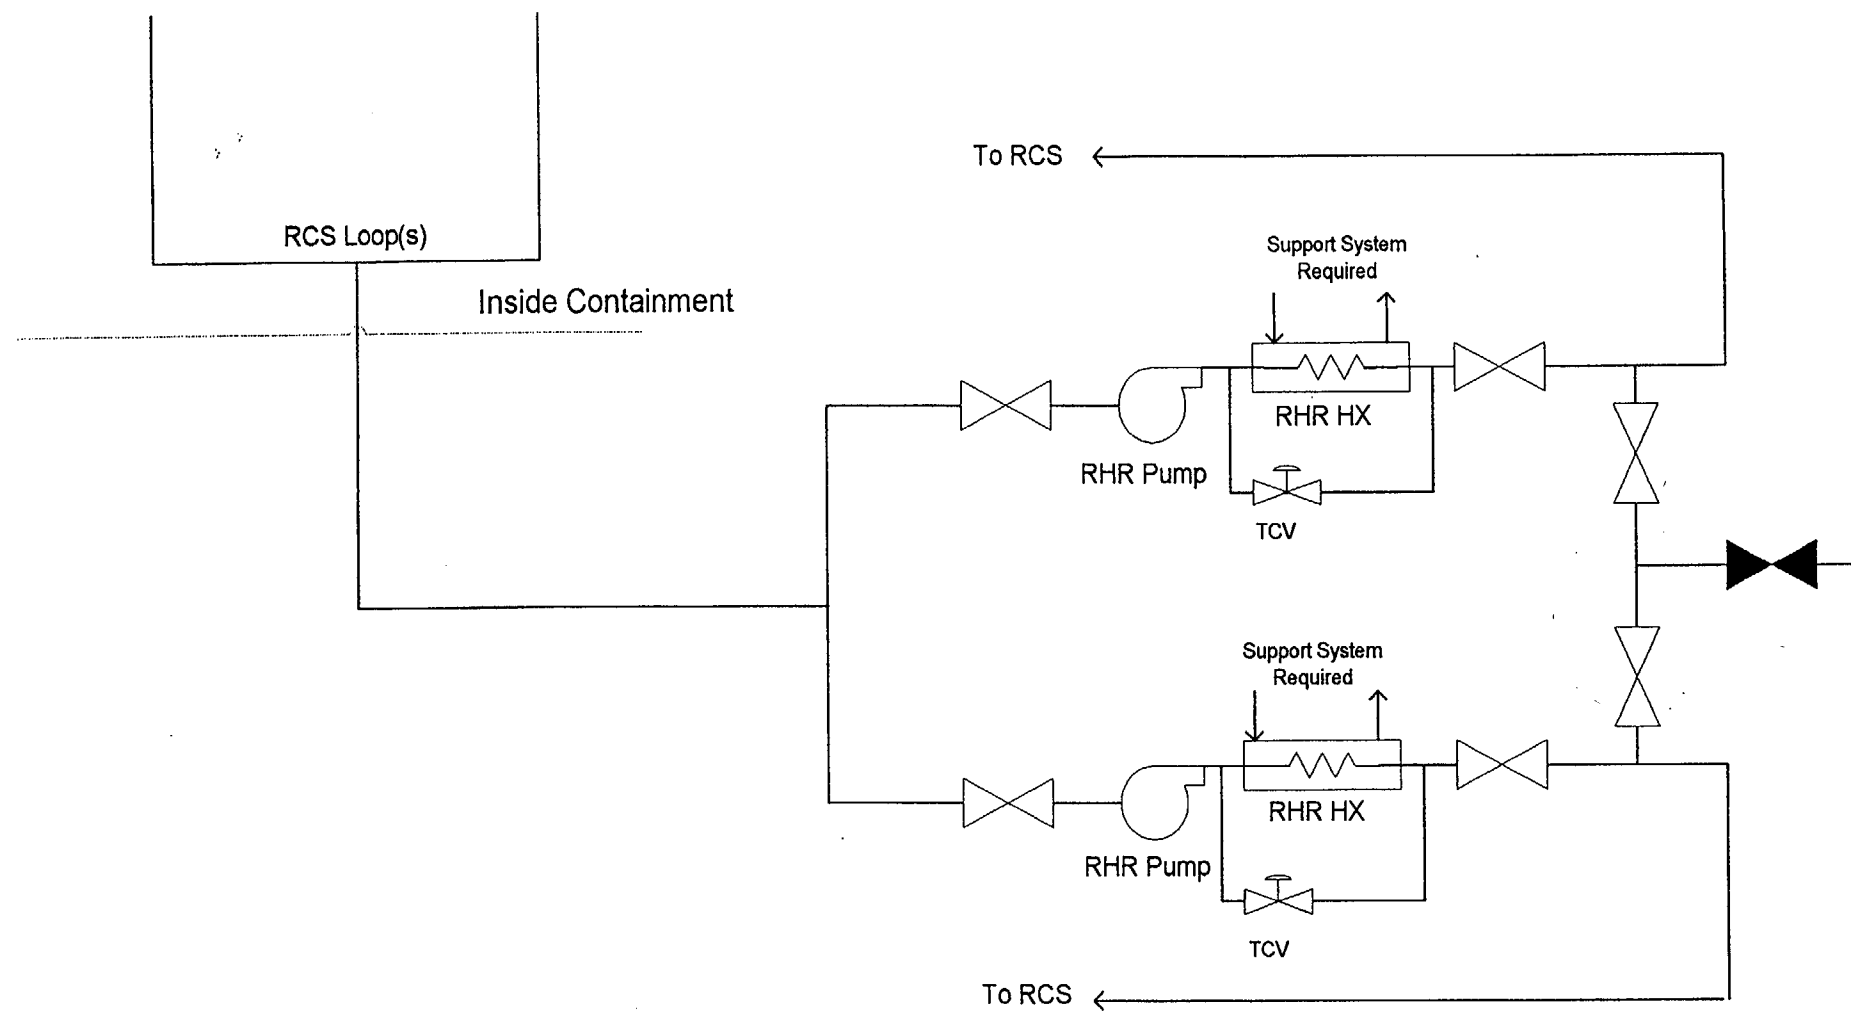 To RCS
RCS Loop(s)
Support System
Required
Inside Containment
RHR HX
RHR Pump
TCV
Support System
Required
RHR HX
RHR Pump
TCV
To RCS